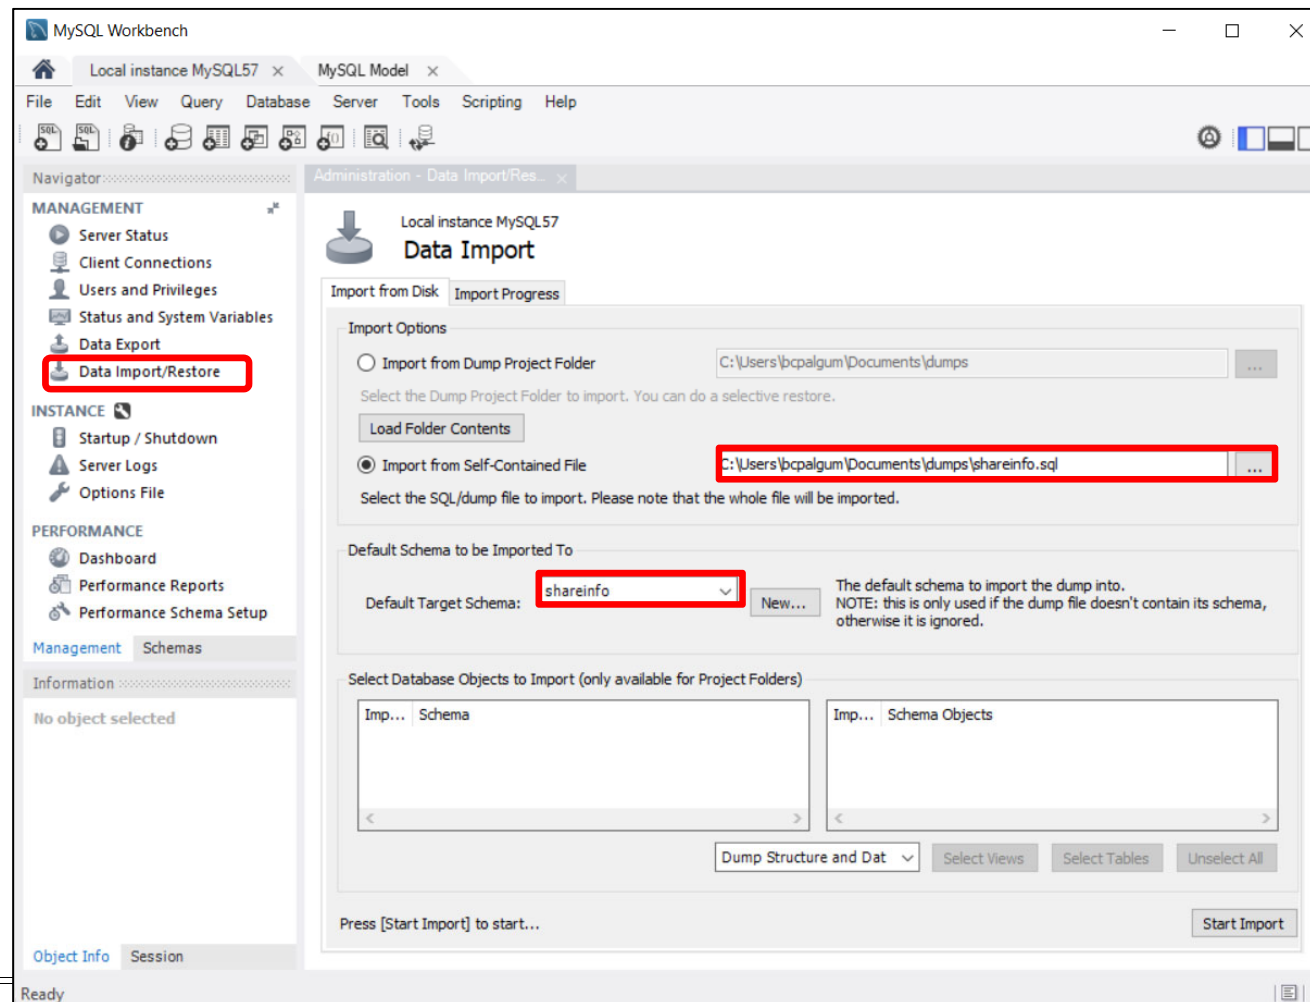 MySQL Workbench
Local instance MySQL57
MySQL Model
File Edit View Query Database Server Tools Scripting Help
Navigator
MANAGEMENT
Server Status
Client Connections
Users and Privileges
Status and System Variables
Data Export
Data Import/Restore
INSTANCE
Startup / Shutdown
Server Logs
Options File
PERFORMANCE
Dashboard
Performance Reports
Performance Schema Setup
Management Schemas
Information
No object selected
Object Info Session
Administration - Data Import/Res...
Local instance MySQL57
Data Import
Import from Disk Import Progress
Import Options
Import from Dump Project Folder C:\Users\bcpalgum\Documents\dumps ...
Select the Dump Project Folder to import. You can do a selective restore.
Load Folder Contents
Import from Self-Contained File C:\Users\bcpalgum\Documents\dumps\shareinfo.sql ...
Select the SQL/dump file to import. Please note that the whole file will be imported.
Default Schema to be Imported To
Default Target Schema: shareinfo New...
The default schema to import the dump into.
NOTE: this is only used if the dump file doesn't contain its schema,
otherwise it is ignored.
Select Database Objects to Import (only available for Project Folders)
Imp... Schema
Imp... Schema Objects
Dump Structure and Dat Select Views Select Tables Unselect All
Press [Start Import] to start...
Start Import
Ready